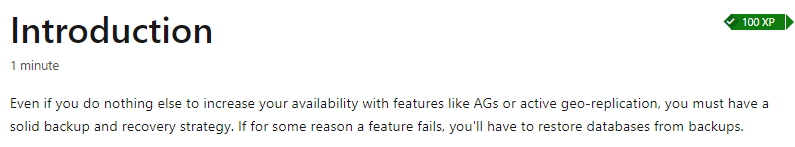 Introduction
100 XP
1 minute
Even if you do nothing else to increase your availability with features like AGs or active geo-replication, you must have a
solid backup and recovery strategy. If for some reason a feature fails, you'll have to restore databases from backups.